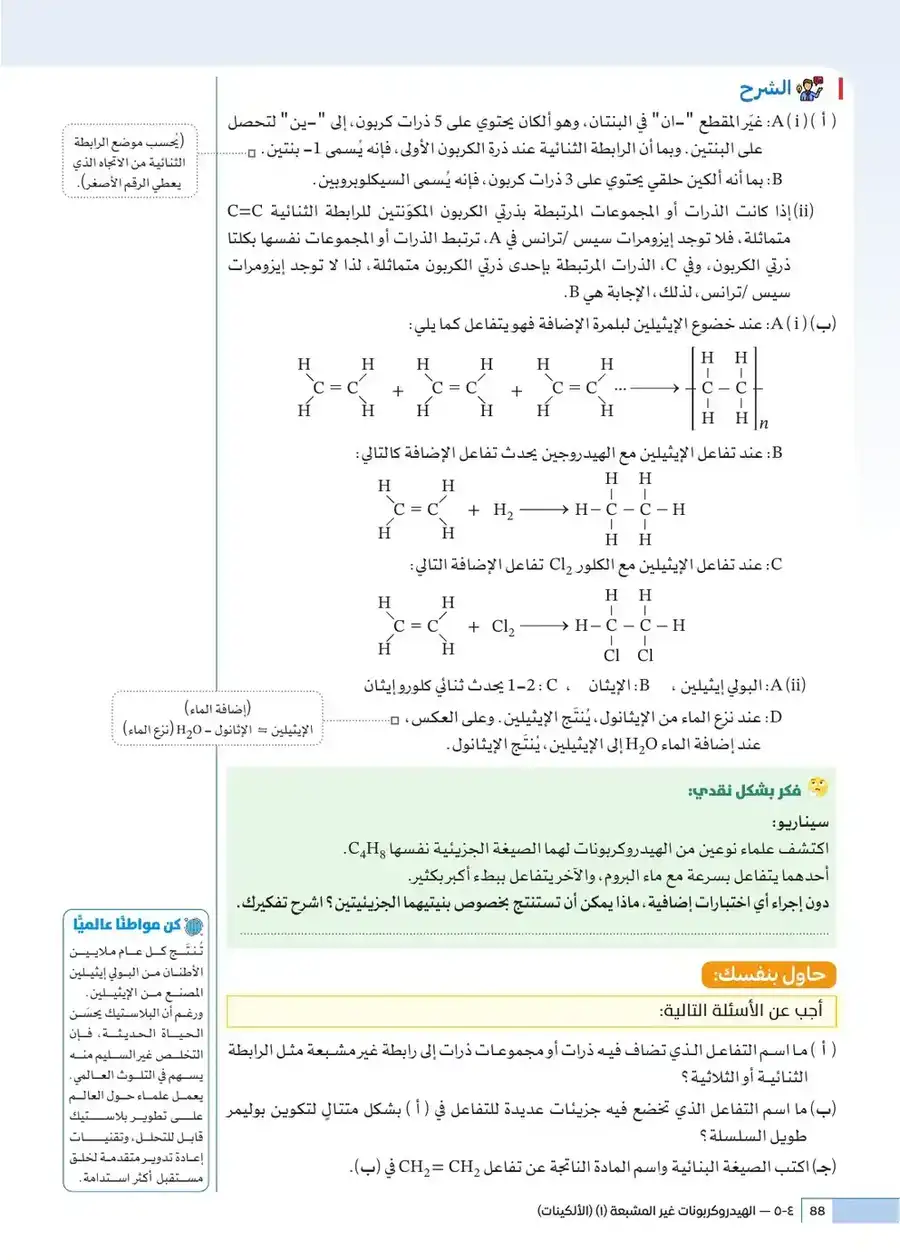 الشرح
( أ )( i )A: غيّر المقطع "-ان" في البنتان، وهو ألكان يحتوي على 5 ذرات كربون، إلى "-ين" لتحصل
على البنتين. وبما أن الرابطة الثنائية عند ذرة الكربون الأولى، فإنه يُسمى 1- بنتين.
(يُحسب موضع الرابطة
الثنائية من الاتجاه الذي
يعطي الرقم الأصغر).
B: بما أنه ألكين حلقي يحتوي على 3 ذرات كربون، فإنه يُسمى السيكلوبروبين.
(ii) إذا كانت الذرات أو المجموعات المرتبطة بذرتي الكربون المكوّنتين للرابطة الثنائية C=C
متماثلة، فلا توجد إيزومرات سيس /ترانس في A، ترتبط الذرات أو المجموعات نفسها بكلتا
ذرتي الكربون، وفي C، الذرات المرتبطة بإحدى ذرتي الكربون متماثلة، لذا لا توجد إيزومرات
سيس /ترانس، لذلك، الإجابة هي B.
(ب)( i )A: عند خضوع الإيثيلين لبلمرة الإضافة فهو يتفاعل كما يلي:
H H H H H H H H
C = C + C = C + C = C ... ⟶ - C - C -
H H H H H H H H n
B: عند تفاعل الإيثيلين مع الهيدروجين يحدث تفاعل الإضافة كالتالي:
H H H H
C = C + H₂ ⟶ H - C - C - H
H H H H
C: عند تفاعل الإيثيلين مع الكلور Cl₂ تفاعل الإضافة التالي:
H H H H
C = C + Cl₂ ⟶ H - C - C - H
H H Cl Cl
(ii) A: البولي إيثيلين ، B: الإيثان ، C : 1-2 يحدث ثنائي كلورو إيثان
D: عند نزع الماء من الإيثانول، يُنتَج الإيثيلين. وعلى العكس،
عند إضافة الماء H₂O إلى الإيثيلين، يُنتَج الإيثانول.
(إضافة الماء)
الإيثيلين ⇌ الإثانول - H₂O (نزع الماء)
فكر بشكل نقدي:
سيناريو:
اكتشف علماء نوعين من الهيدروكربونات لهما الصيغة الجزيئية نفسها C₄H₈.
أحدهما يتفاعل بسرعة مع ماء البروم، والآخر يتفاعل ببطء أكبر بكثير.
دون إجراء أي اختبارات إضافية، ماذا يمكن أن تستنتج بخصوص بنيتيهما الجزيئيتين؟ اشرح تفكيرك.
حاول بنفسك:
أجب عن الأسئلة التالية:
( أ ) ما اسم التفاعل الذي تضاف فيه ذرات أو مجموعات ذرات إلى رابطة غير مشبعة مثل الرابطة
الثنائية أو الثلاثية؟
(ب) ما اسم التفاعل الذي تخضع فيه جزيئات عديدة للتفاعل في ( أ ) بشكل متتالٍ لتكوين بوليمر
طويل السلسلة؟
(جـ) اكتب الصيغة البنائية واسم المادة الناتجة عن تفاعل CH₂= CH₂ في (ب).
كن مواطنًا عالميًّا
تُنتَج كل عام ملايين
الأطنان من البولي إيثيلين
المصنع من الإيثيلين.
ورغم أن البلاستيك يحسّن
الحياة الحديثة، فإن
التخلص غير السليم منه
يسهم في التلوث العالمي.
يعمل علماء حول العالم
على تطوير بلاستيك
قابل للتحلل، وتقنيات
إعادة تدوير متقدمة لخلق
مستقبل أكثر استدامة.
88 ٤-٥ — الهيدروكربونات غير المشبعة (١) (الألكينات)